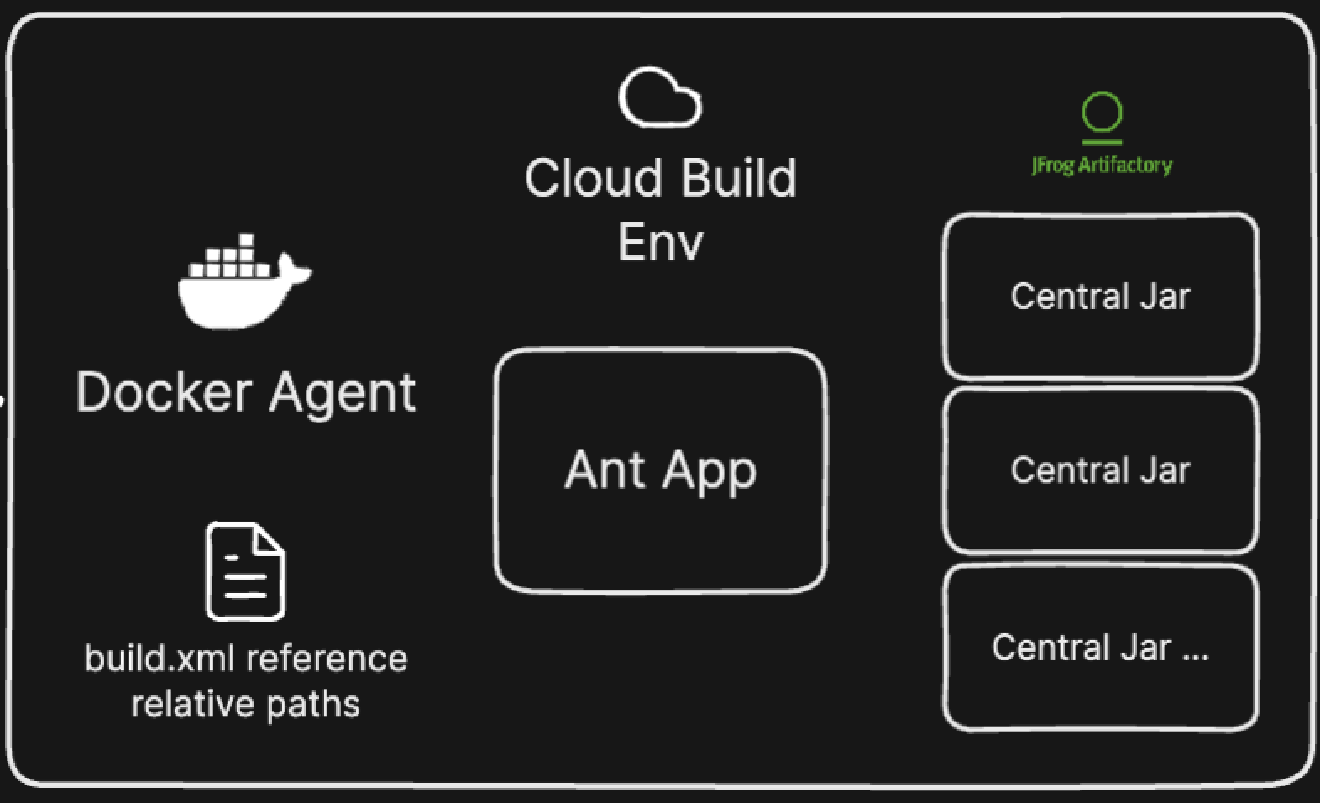 Cloud Build
Env
JFrog Artifactory
Docker Agent
build.xml reference
relative paths
Ant App
Central Jar
Central Jar
Central Jar ...